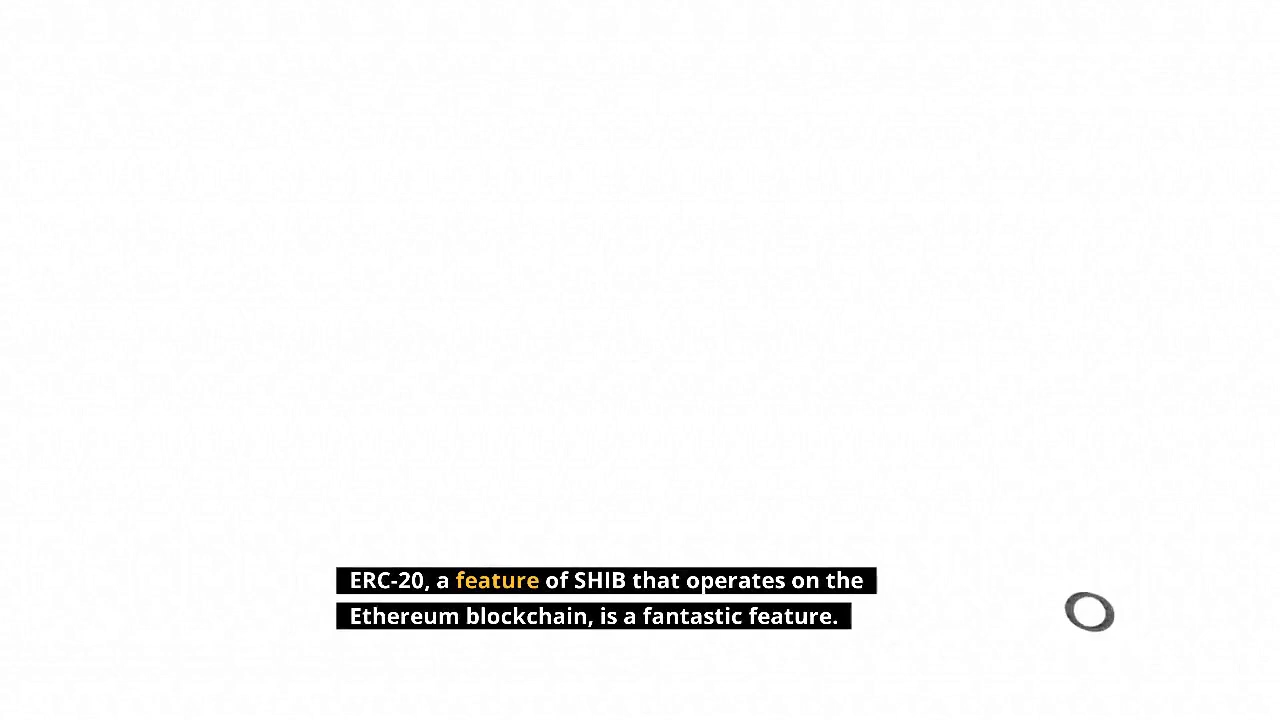 ERC-20, a feature of SHIB that operates on the
Ethereum blockchain, is a fantastic feature.